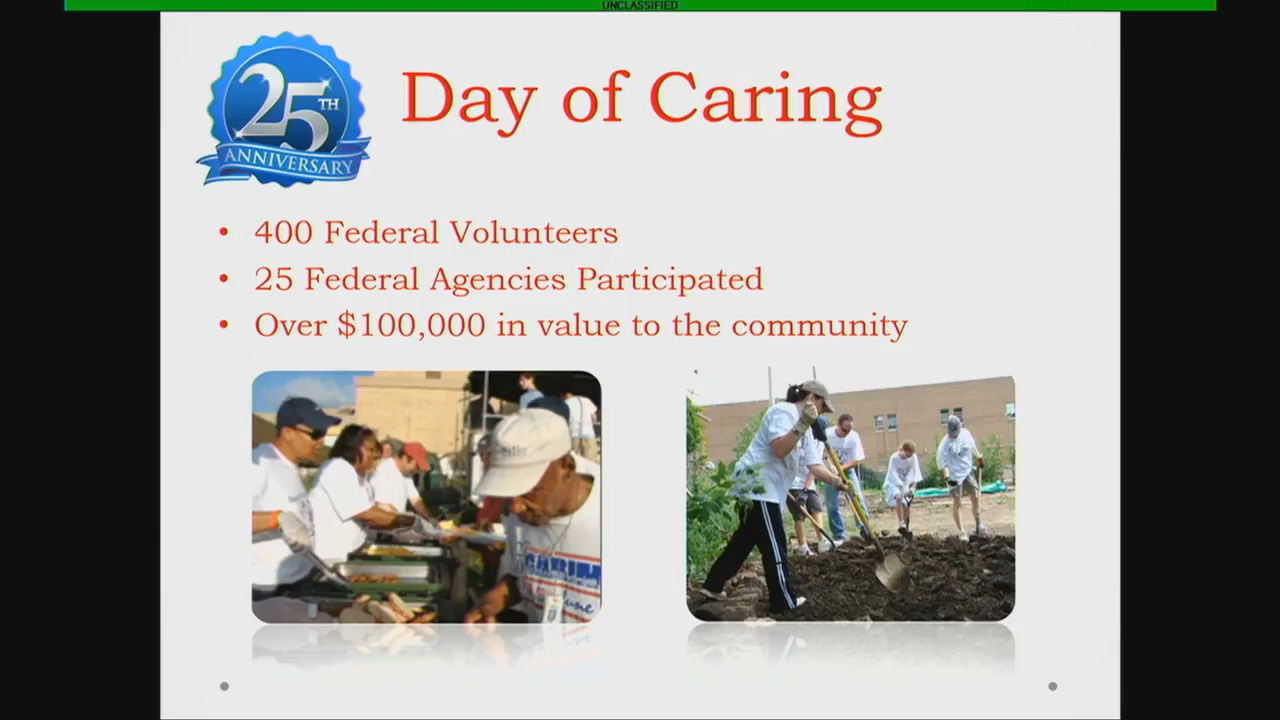 UNCLASSIFIED
25TH
ANNIVERSARY
Day of Caring
• 400 Federal Volunteers
• 25 Federal Agencies Participated
• Over $100,000 in value to the community